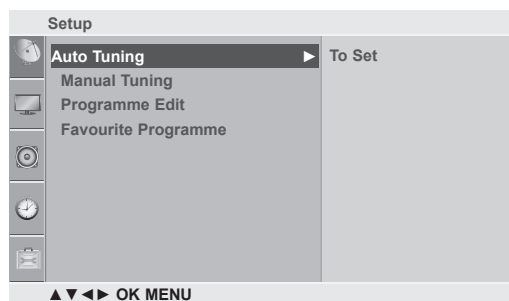 Setup
Auto Tuning ► To Set
Manual Tuning
Programme Edit
Favourite Programme
▲▼◄► OK MENU